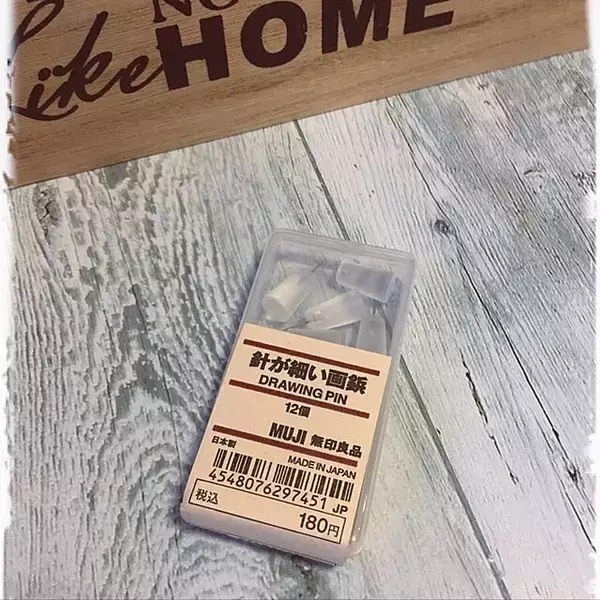 Like HOME
針が細い画鋲
DRAWING PIN
12個
MUJI 無印良品
日本製
MADE IN JAPAN
4548076297451 JP
税込
180円